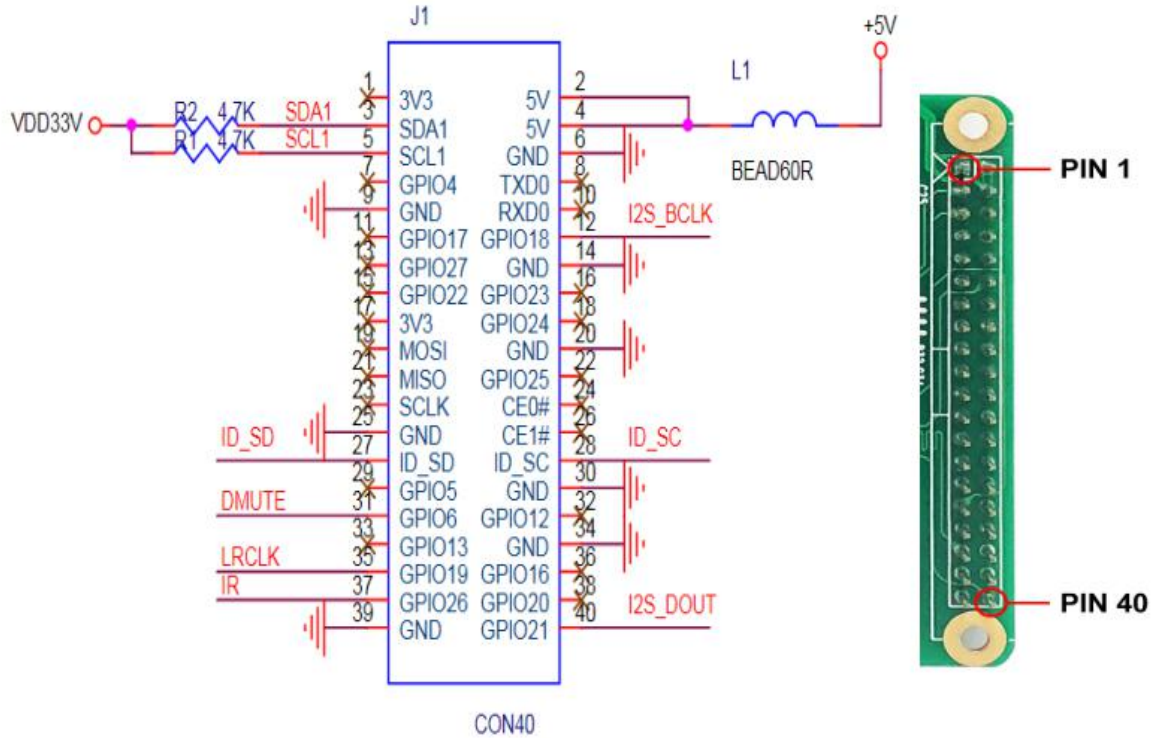 J1
+5V
L1
1 2
3V3 5V
VDD33V R2 4.7K SDA1 3 4
SDA1 5V
R1 4.7K SCL1 5 6
SCL1 GND
BEAD60R
7 8
GPIO4 TXD0
9 10
GND RXD0
I2S_BCLK
11 12
GPIO17 GPIO18
13 14
GPIO27 GND
15 16
GPIO22 GPIO23
17 18
3V3 GPIO24
19 20
MOSI GND
21 22
MISO GPIO25
23 24
SCLK CE0#
25 26
GND CE1#
ID_SD 27 28 ID_SC
ID_SD ID_SC
29 30
GPIO5 GND
DMUTE 31 32
GPIO6 GPIO12
33 34
GPIO13 GND
LRCLK 35 36
GPIO19 GPIO16
IR 37 38
GPIO26 GPIO20
39 40 I2S_DOUT
GND GPIO21
CON40
PIN 1
PIN 40